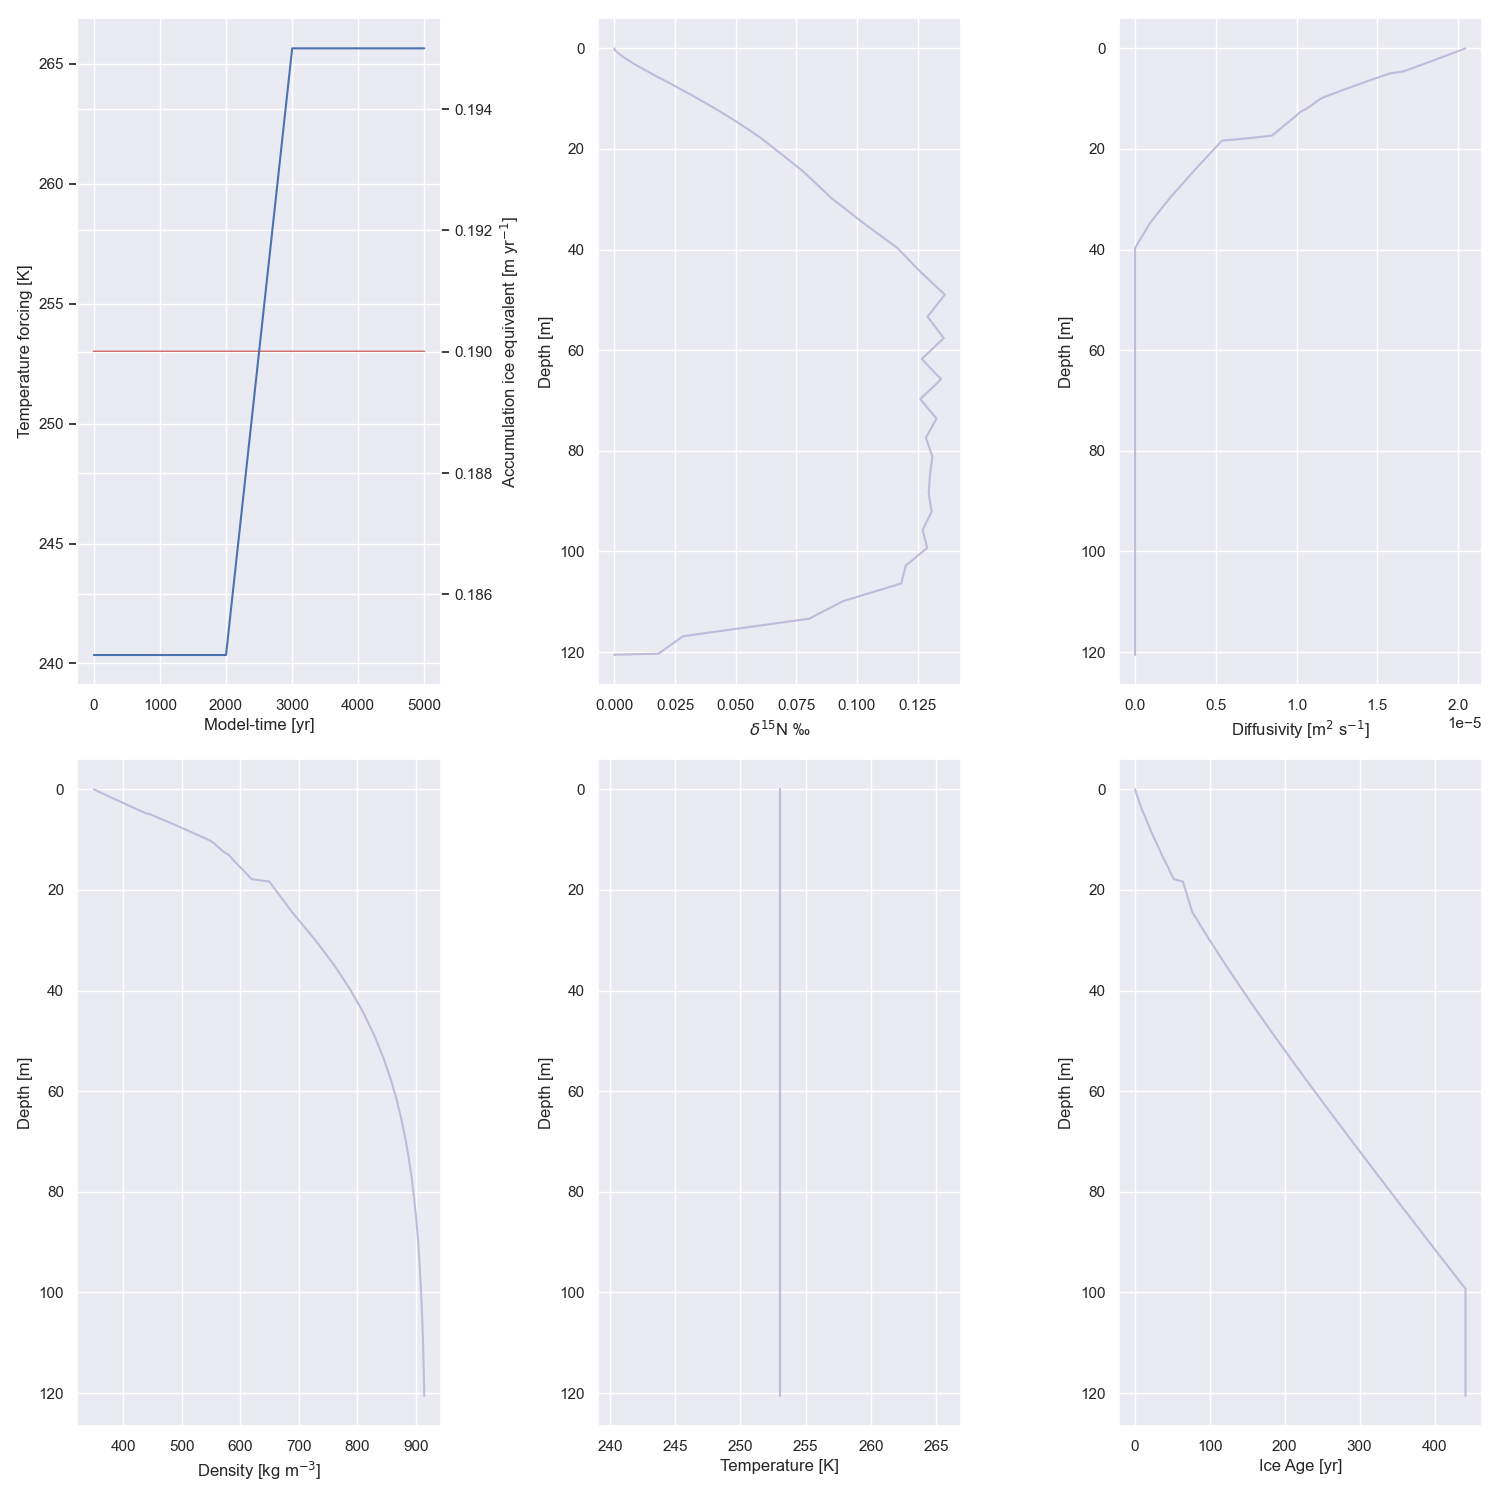 265
260
255
250
245
240
Temperature forcing [K]
0.194
0.192
0.190
0.188
0.186
Accumulation ice equivalent [m yr⁻¹]
0 1000 2000 3000 4000 5000
Model-time [yr]
0
20
40
60
80
100
120
Depth [m]
0.000 0.025 0.050 0.075 0.100 0.125
δ¹⁵N ‰
0
20
40
60
80
100
120
Depth [m]
0.0 0.5 1.0 1.5 2.0
1e−5
Diffusivity [m² s⁻¹]
0
20
40
60
80
100
120
Depth [m]
400 500 600 700 800 900
Density [kg m⁻³]
0
20
40
60
80
100
120
Depth [m]
240 245 250 255 260 265
Temperature [K]
0
20
40
60
80
100
120
Depth [m]
0 100 200 300 400
Ice Age [yr]